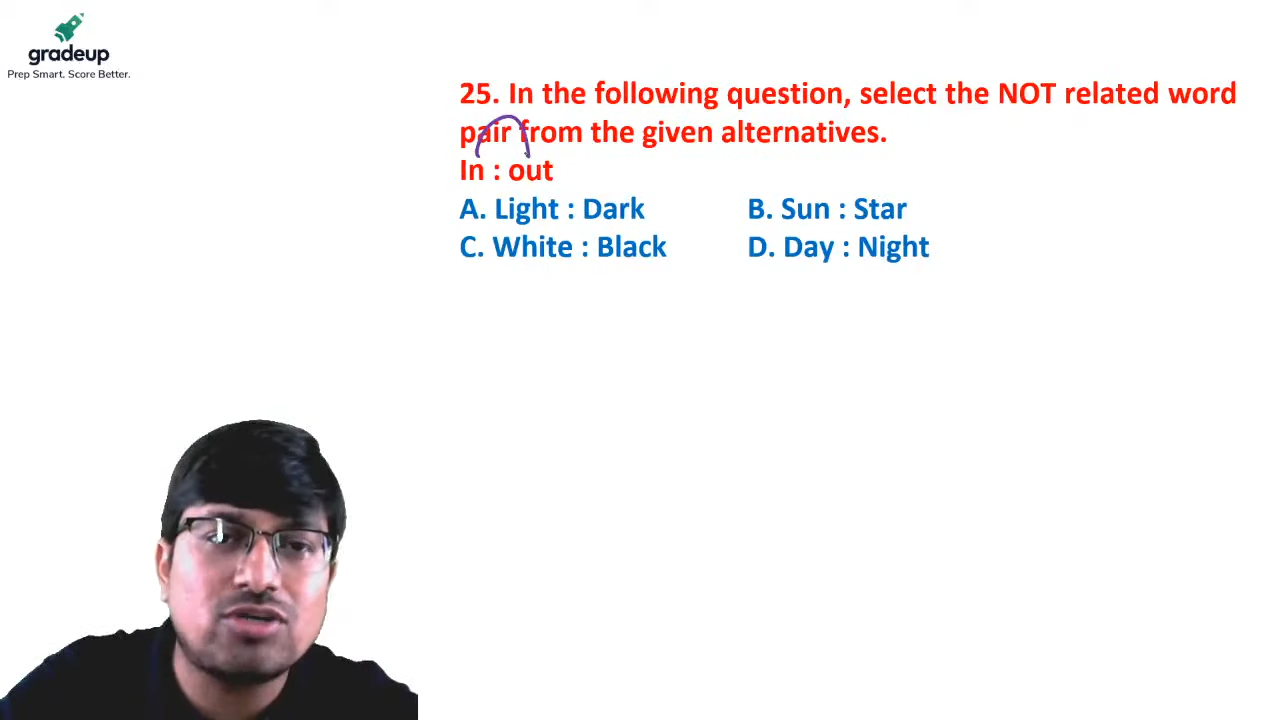 gradeup
Prep Smart. Score Better.
25. In the following question, select the NOT related word
pair from the given alternatives.
In : out
A. Light : Dark B. Sun : Star
C. White : Black D. Day : Night